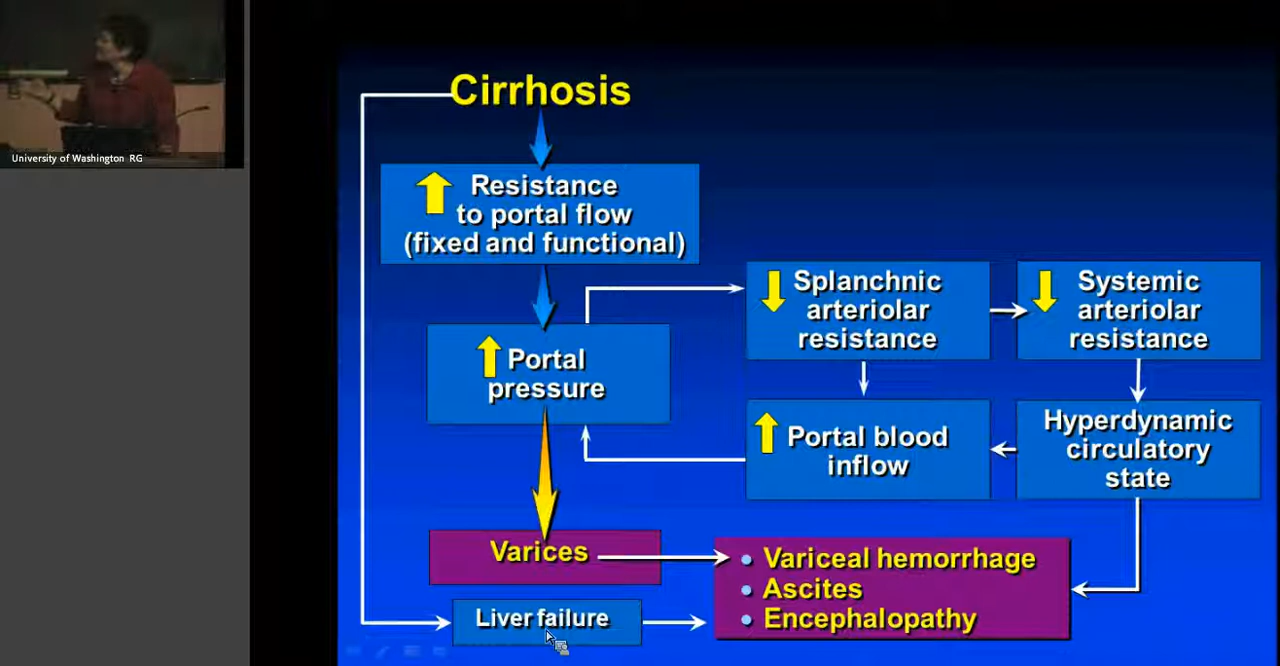 University of Washington RG
Cirrhosis
Resistance
to portal flow
(fixed and functional)
Portal
pressure
Splanchnic
arteriolar
resistance
Systemic
arteriolar
resistance
Portal blood
inflow
Hyperdynamic
circulatory
state
Varices
Liver failure
• Variceal hemorrhage
• Ascites
• Encephalopathy